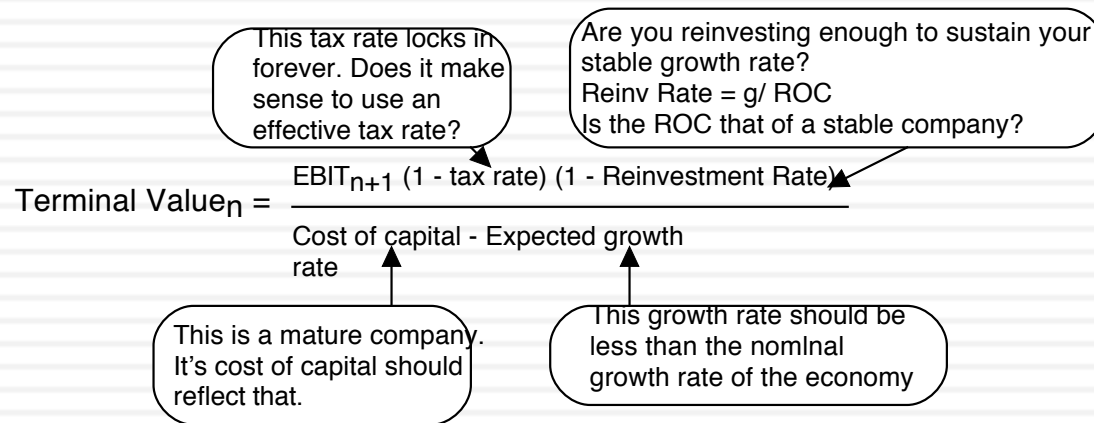 This tax rate locks in
forever. Does it make
sense to use an
effective tax rate?
Are you reinvesting enough to sustain your
stable growth rate?
Reinv Rate = g/ ROC
Is the ROC that of a stable company?
Terminal Valuen =
EBITn+1 (1 - tax rate) (1 - Reinvestment Rate)
Cost of capital - Expected growth
rate
This is a mature company.
It's cost of capital should
reflect that.
This growth rate should be
less than the nomInal
growth rate of the economy